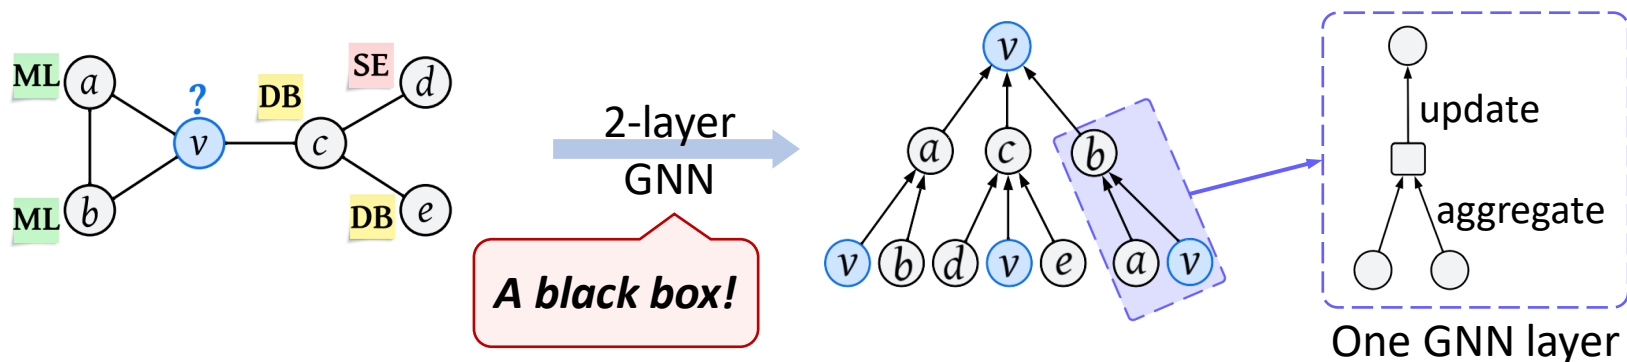 ML a
SE d
? DB
v c
ML b
DB e
2-layer
GNN
A black box!
v
a c b
v b d v e a v
update
aggregate
One GNN layer